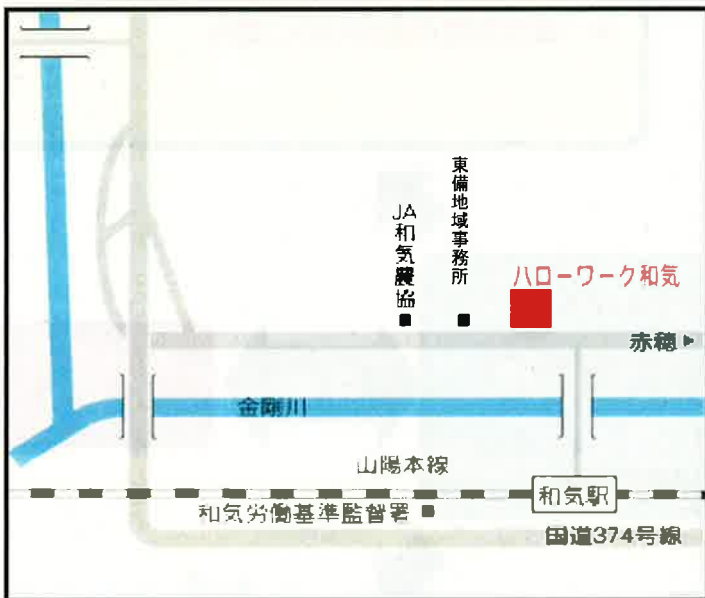 東備地域事務所
JA和気農協
ハローワーク和気
赤穂
金剛川
山陽本線
和気駅
和気労働基準監督署
国道374号線